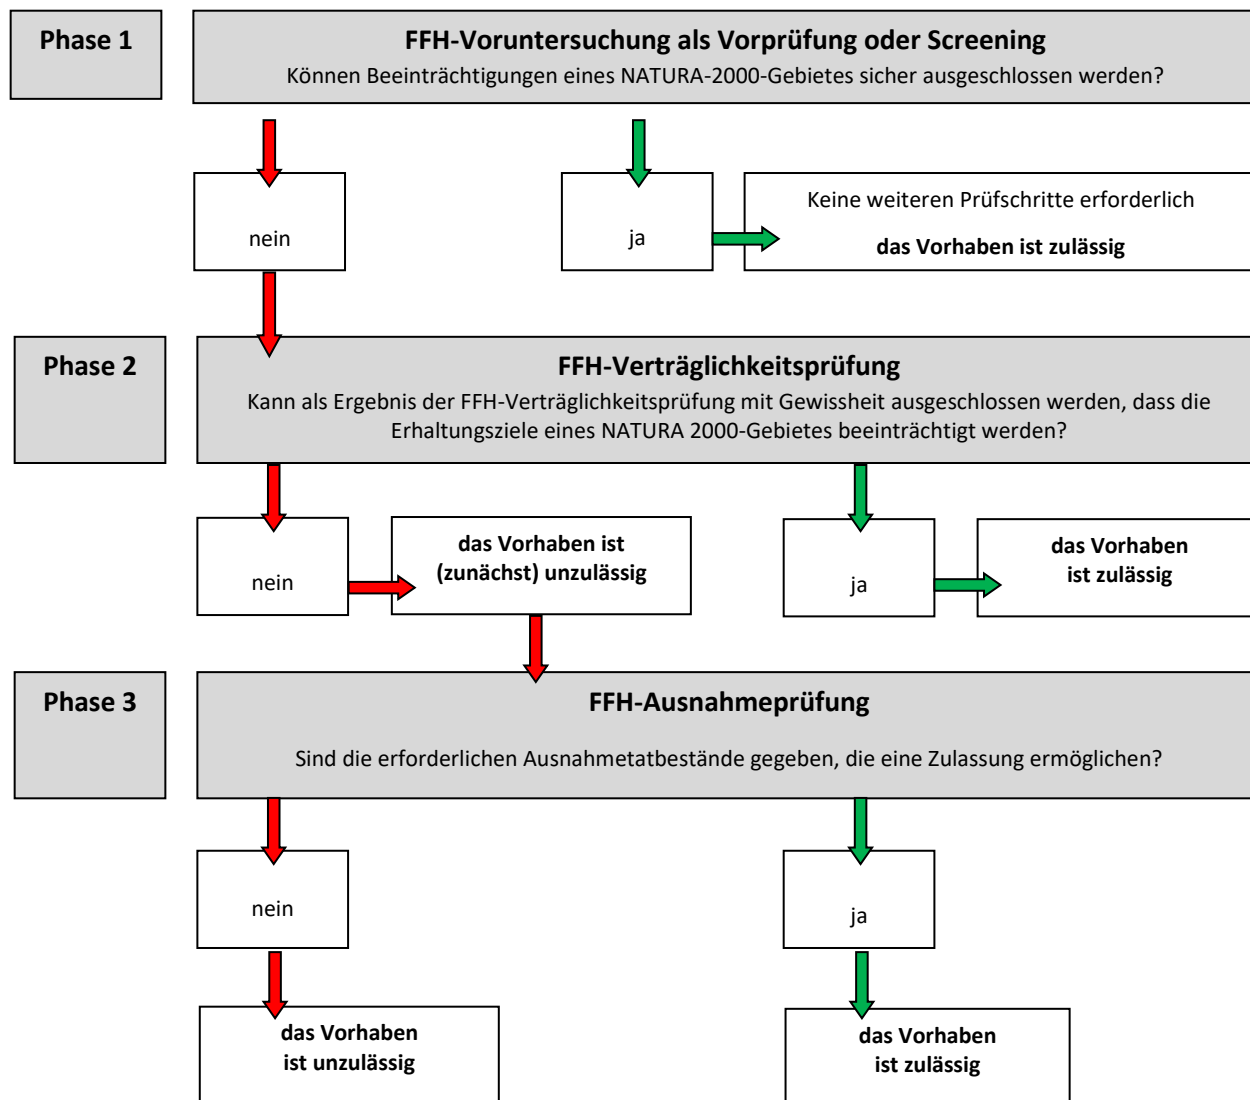 Phase 1
FFH-Voruntersuchung als Vorprüfung oder Screening
Können Beeinträchtigungen eines NATURA-2000-Gebietes sicher ausgeschlossen werden?
nein
ja
Keine weiteren Prüfschritte erforderlich
das Vorhaben ist zulässig
Phase 2
FFH-Verträglichkeitsprüfung
Kann als Ergebnis der FFH-Verträglichkeitsprüfung mit Gewissheit ausgeschlossen werden, dass die
Erhaltungsziele eines NATURA 2000-Gebietes beeinträchtigt werden?
nein
das Vorhaben ist
(zunächst) unzulässig
ja
das Vorhaben
ist zulässig
Phase 3
FFH-Ausnahmeprüfung
Sind die erforderlichen Ausnahmetatbestände gegeben, die eine Zulassung ermöglichen?
nein
ja
das Vorhaben
ist unzulässig
das Vorhaben
ist zulässig